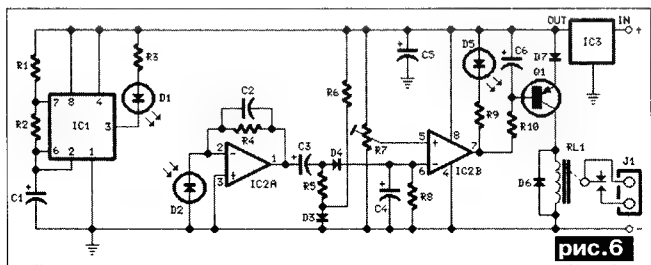 OUT IN
IC3
+
R1
R3
D5
C6
D7
Q1
C5
R6
7 8 4
IC1
3
D1
R2
6 2 1
C1
C2
R4
2
−
1
IC2A
3
+
D2
C3
D4
R5
R7
D3
5
+
8
IC2B
7
6
−
4
C4
R8
R9
R10
RL1
D6
J1
−
рис.6